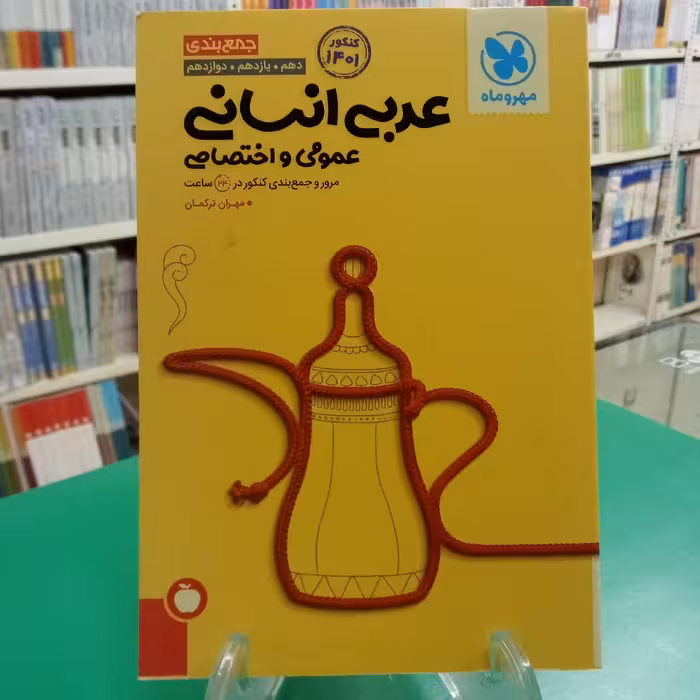 کنکور
۱۴۰۱
مهروماه
جمع‌بندی
دهم • یازدهم • دوازدهم
عربی انسانی
عمومی و اختصاصی
مرور و جمع‌بندی کنکور در ۲۴ ساعت
• مهران ترکمان